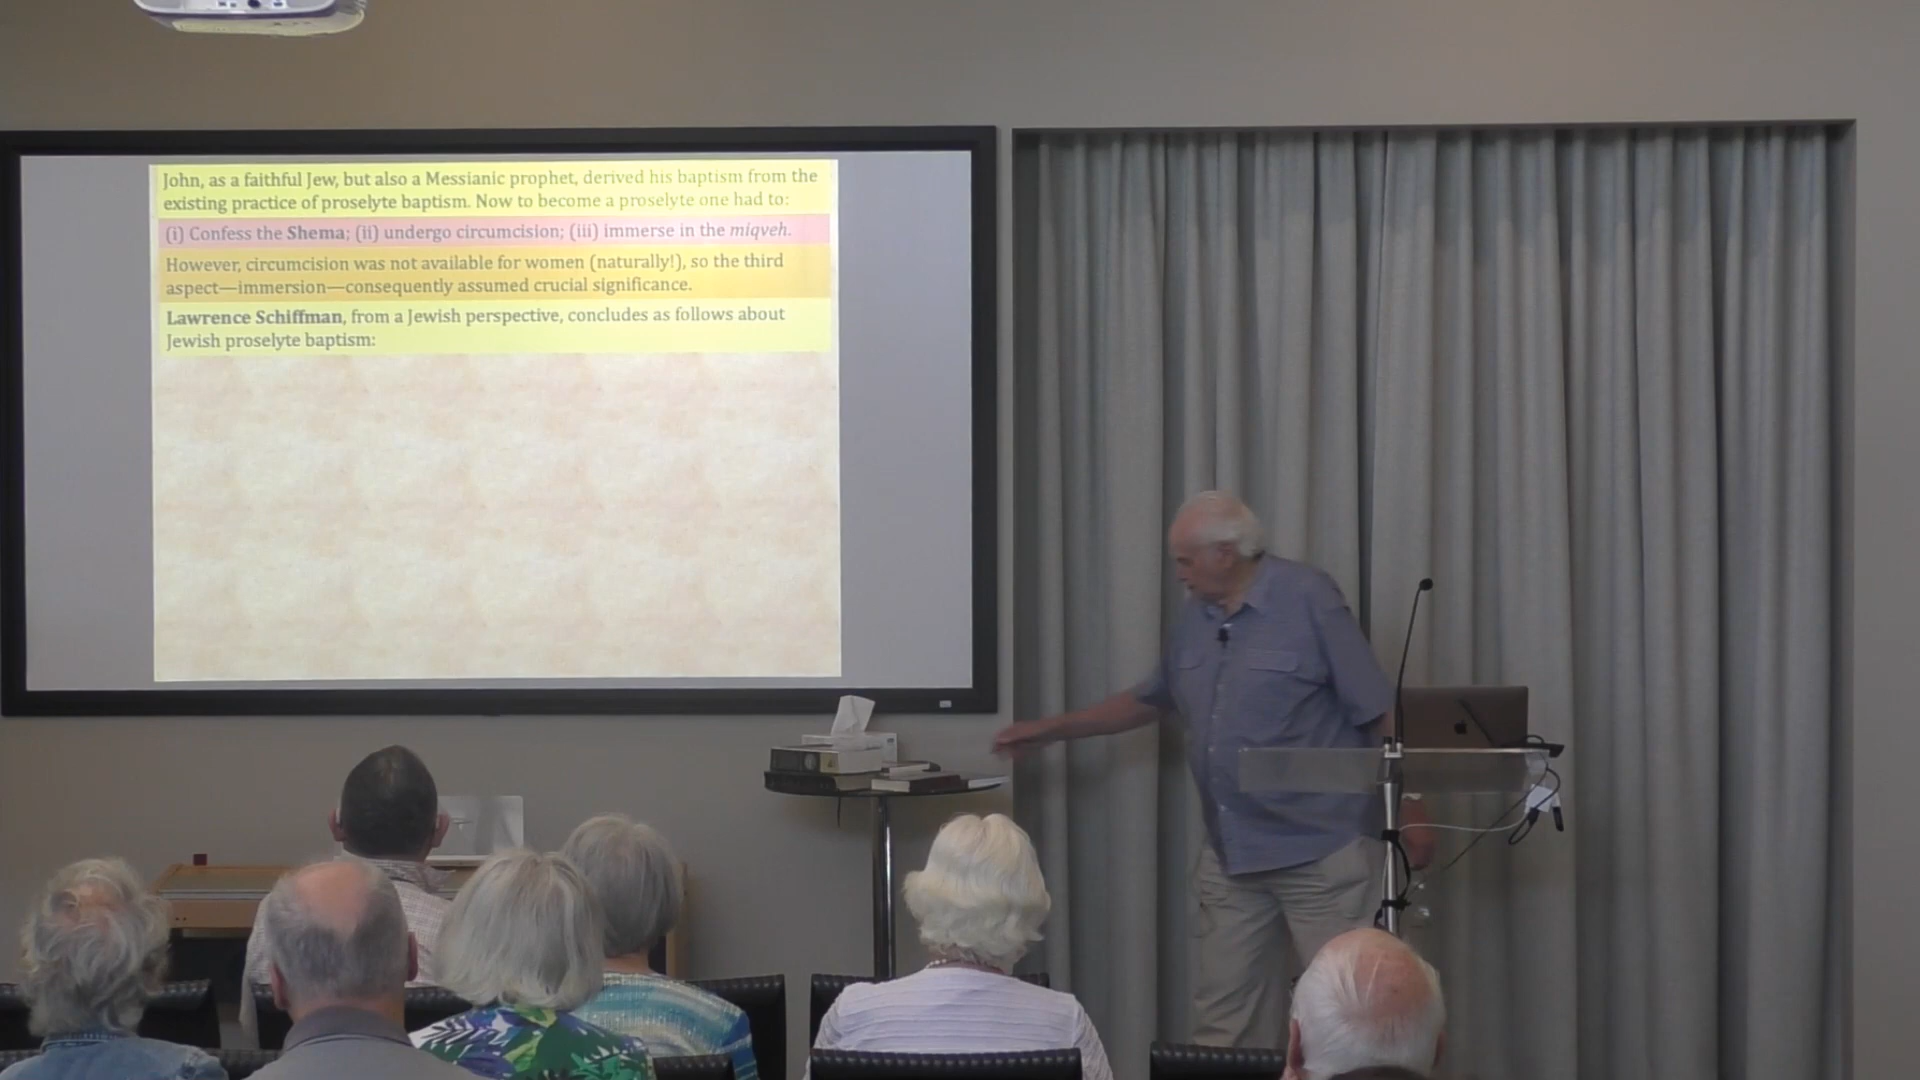 John, as a faithful Jew, but also a Messianic prophet, derived his baptism from the
existing practice of proselyte baptism. Now to become a proselyte one had to:
(i) Confess the Shema; (ii) undergo circumcision; (iii) immerse in the miqveh.
However, circumcision was not available for women (naturally!), so the third
aspect—immersion—consequently assumed crucial significance.
Lawrence Schiffman, from a Jewish perspective, concludes as follows about
Jewish proselyte baptism: